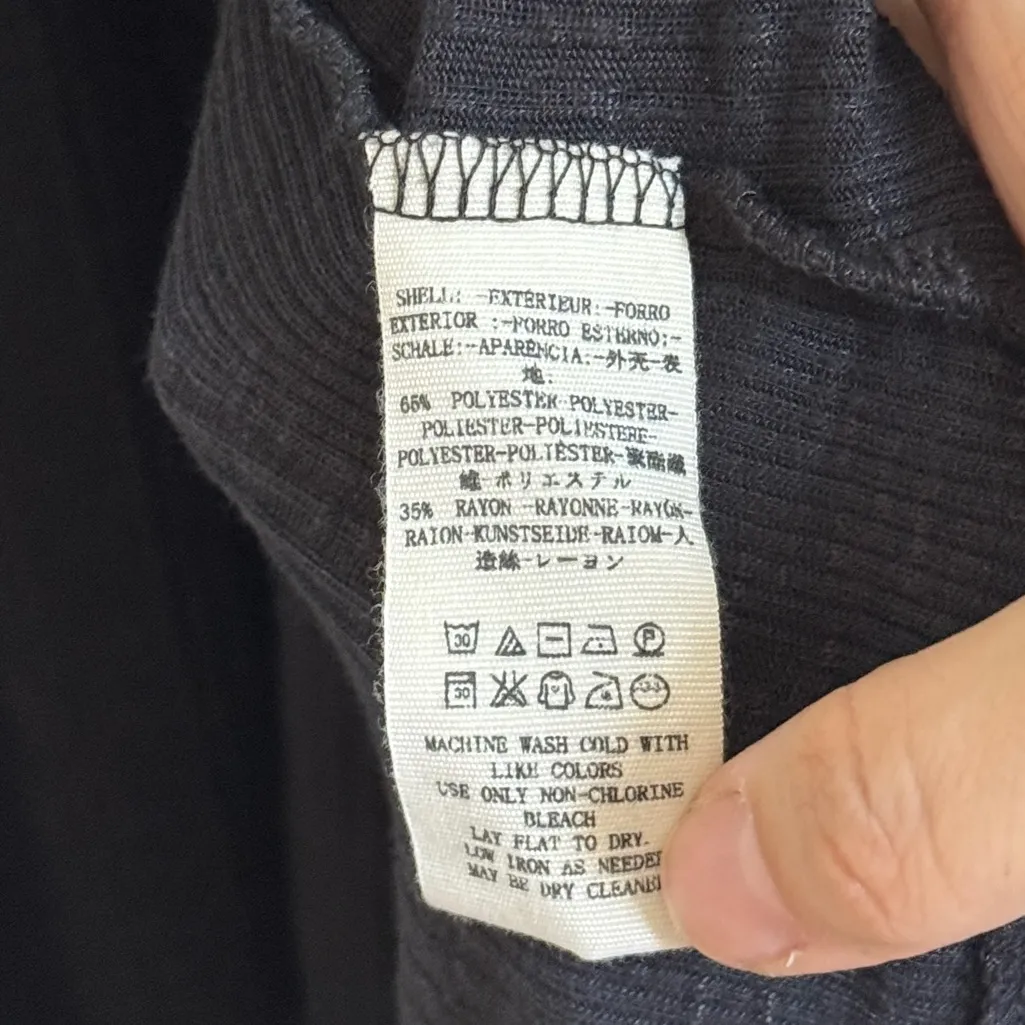 SHELL: -EXTÉRIEUR:-FORRO
EXTERIOR :-FORRO ESTERNO:-
SCHALE:-APARÊNCIA:-外壳-表
地:
65% POLYESTER-POLYESTER-
POLIESTER-POLIESTERE-
POLYESTER-POLIÉSTER-聚酯纖
維-ポリエステル
35% RAYON -RAYONNE-RAYON-
RAION-KUNSTSEIDE-RAIOM-人
造絲-レーヨン
30 P
30
MACHINE WASH COLD WITH
LIKE COLORS
USE ONLY NON-CHLORINE
BLEACH
LAY FLAT TO DRY.
LOW IRON AS NEEDED
MAY BE DRY CLEANED